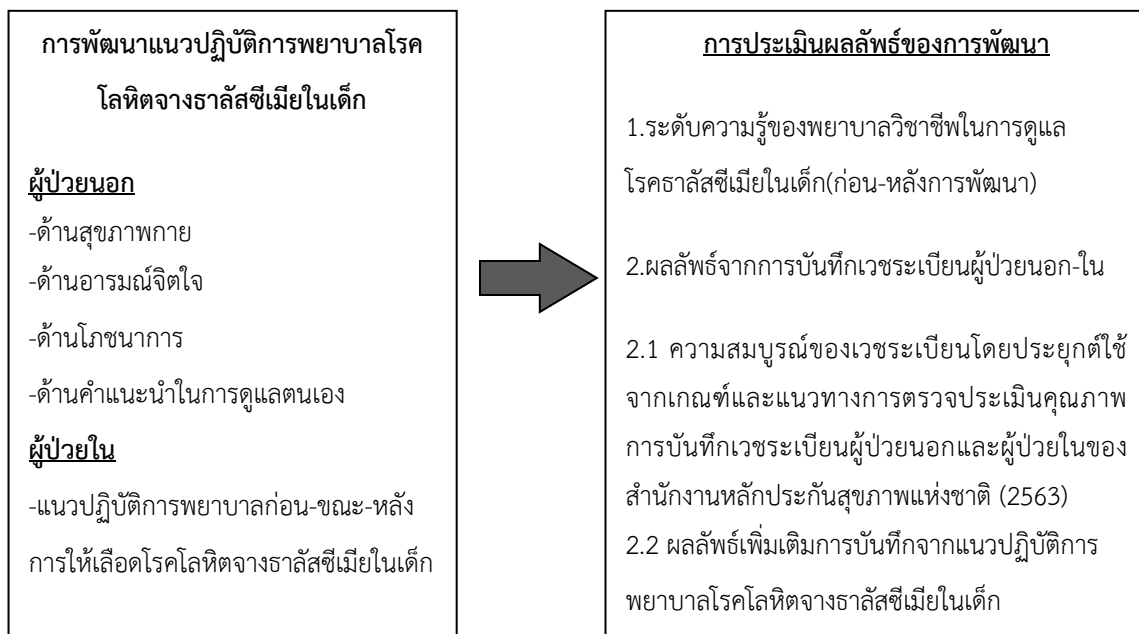 การพัฒนาแนวปฏิบัติการพยาบาลโรค
โลหิตจางธาลัสซีเมียในเด็ก
ผู้ป่วยนอก
-ด้านสุขภาพกาย
-ด้านอารมณ์จิตใจ
-ด้านโภชนาการ
-ด้านคำแนะนำในการดูแลตนเอง
ผู้ป่วยใน
-แนวปฏิบัติการพยาบาลก่อน-ขณะ-หลัง
การให้เลือดโรคโลหิตจางธาลัสซีเมียในเด็ก
การประเมินผลลัพธ์ของการพัฒนา
1.ระดับความรู้ของพยาบาลวิชาชีพในการดูแล
โรคธาลัสซีเมียในเด็ก(ก่อน-หลังการพัฒนา)
2.ผลลัพธ์จากการบันทึกเวชระเบียนผู้ป่วยนอก-ใน
2.1 ความสมบูรณ์ของเวชระเบียนโดยประยุกต์ใช้
จากเกณฑ์และแนวทางการตรวจประเมินคุณภาพ
การบันทึกเวชระเบียนผู้ป่วยนอกและผู้ป่วยในของ
สำนักงานหลักประกันสุขภาพแห่งชาติ (2563)
2.2 ผลลัพธ์เพิ่มเติมการบันทึกจากแนวปฏิบัติการ
พยาบาลโรคโลหิตจางธาลัสซีเมียในเด็ก